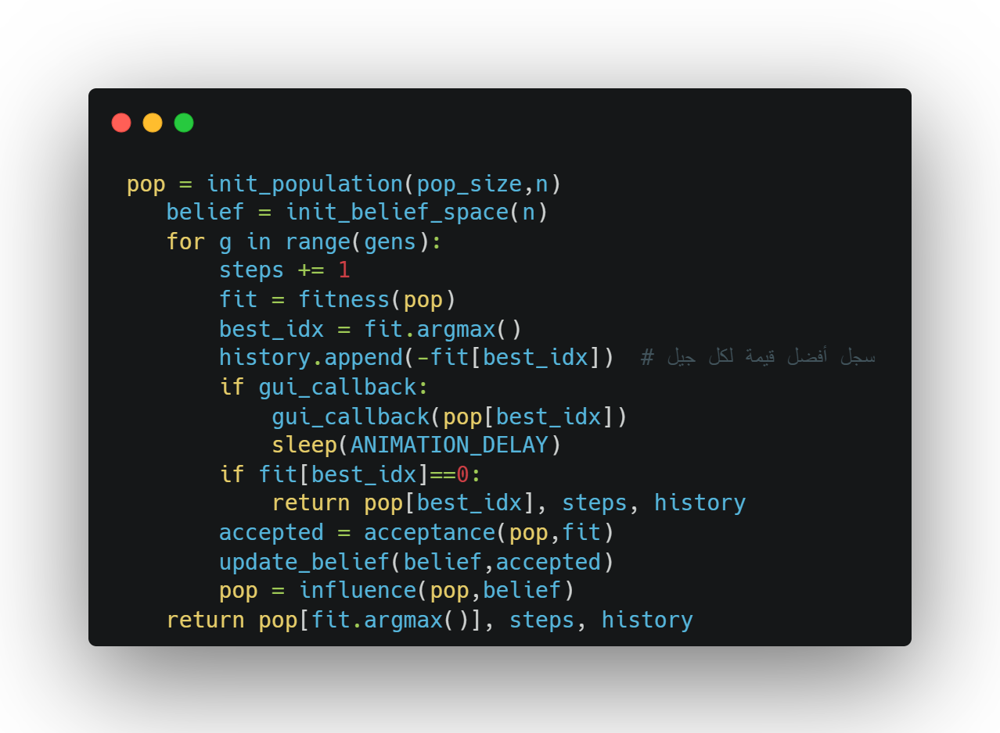 pop = init_population(pop_size,n)
   belief = init_belief_space(n)
   for g in range(gens):
       steps += 1
       fit = fitness(pop)
       best_idx = fit.argmax()
       history.append(-fit[best_idx])  # سجل أفضل قيمة لكل جيل
       if gui_callback:
           gui_callback(pop[best_idx])
           sleep(ANIMATION_DELAY)
       if fit[best_idx]==0:
           return pop[best_idx], steps, history
       accepted = acceptance(pop,fit)
       update_belief(belief,accepted)
       pop = influence(pop,belief)
   return pop[fit.argmax()], steps, history